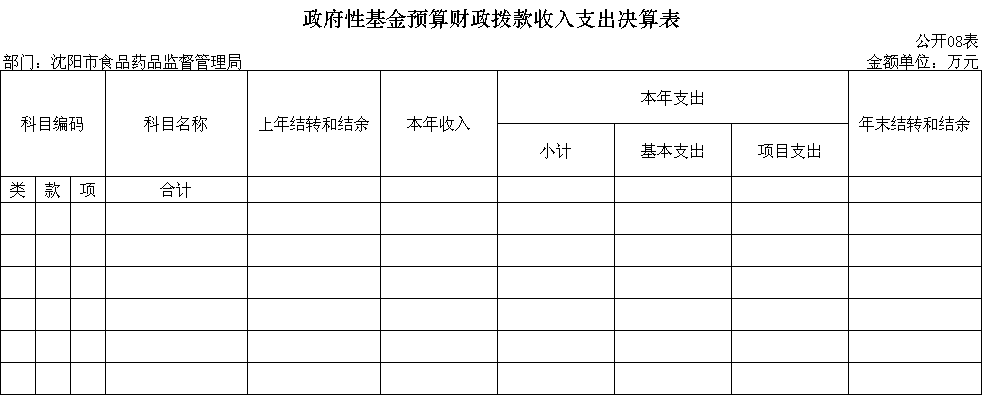 政府性基金预算财政拨款收入支出决算表
公开08表
部门：沈阳市食品药品监督管理局 金额单位：万元
科目编码 科目名称 上年结转和结余 本年收入 本年支出 年末结转和结余
小计 基本支出 项目支出
类 款 项 合计